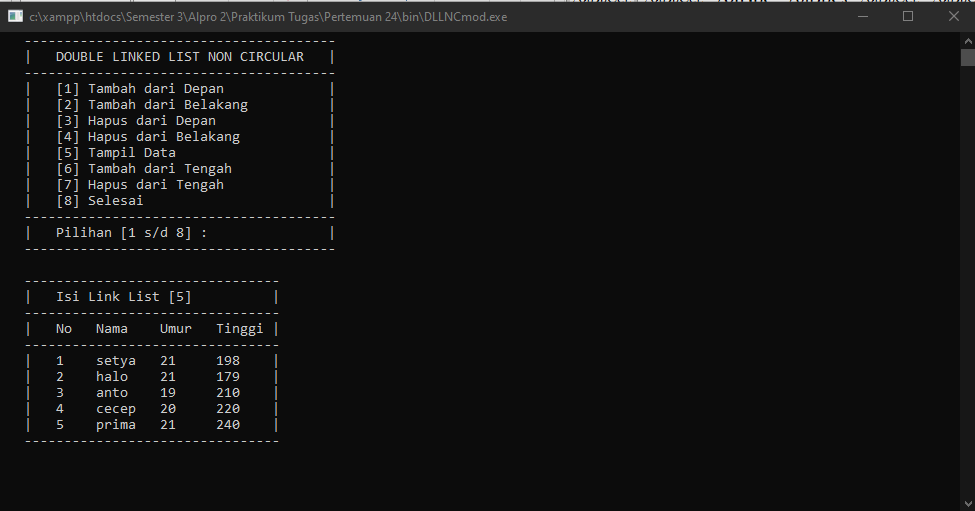 c:\xampp\htdocs\Semester 3\Alpro 2\Praktikum Tugas\Pertemuan 24\bin\DLLNCmod.exe
DOUBLE LINKED LIST NON CIRCULAR
[1] Tambah dari Depan
[2] Tambah dari Belakang
[3] Hapus dari Depan
[4] Hapus dari Belakang
[5] Tampil Data
[6] Tambah dari Tengah
[7] Hapus dari Tengah
[8] Selesai
Pilihan [1 s/d 8] :
Isi Link List [5]
No Nama Umur Tinggi
1 setya 21 198
2 halo 21 179
3 anto 19 210
4 cecep 20 220
5 prima 21 240